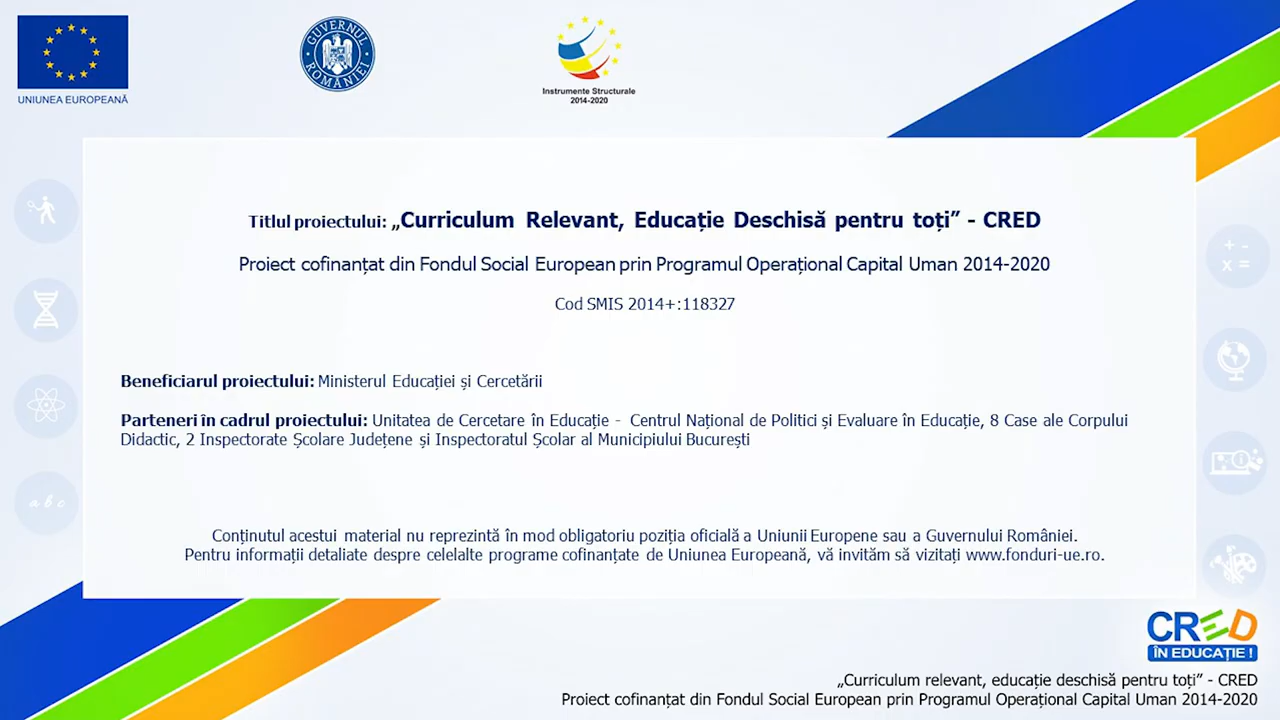 UNIUNEA EUROPEANĂ
GUVERNUL ROMÂNIEI
Instrumente Structurale
2014-2020
Titlul proiectului: „Curriculum Relevant, Educație Deschisă pentru toți” - CRED
Proiect cofinanțat din Fondul Social European prin Programul Operațional Capital Uman 2014-2020
Cod SMIS 2014+:118327
Beneficiarul proiectului: Ministerul Educației și Cercetării
Parteneri în cadrul proiectului: Unitatea de Cercetare în Educație - Centrul Național de Politici și Evaluare în Educație, 8 Case ale Corpului
Didactic, 2 Inspectorate Școlare Județene și Inspectoratul Școlar al Municipiului București
Conținutul acestui material nu reprezintă în mod obligatoriu poziția oficială a Uniunii Europene sau a Guvernului României.
Pentru informații detaliate despre celelalte programe cofinanțate de Uniunea Europeană, vă invităm să vizitați www.fonduri-ue.ro.
+ -
x =
a b c
CRED
ÎN EDUCAȚIE !
„Curriculum relevant, educație deschisă pentru toți” - CRED
Proiect cofinanțat din Fondul Social European prin Programul Operațional Capital Uman 2014-2020